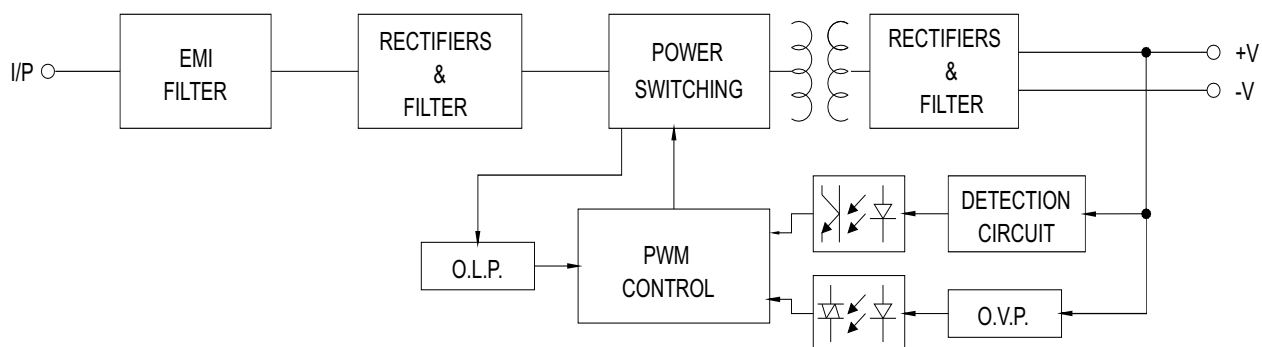 I/P
EMI
FILTER
RECTIFIERS
&
FILTER
POWER
SWITCHING
RECTIFIERS
&
FILTER
+V
-V
O.L.P.
PWM
CONTROL
DETECTION
CIRCUIT
O.V.P.